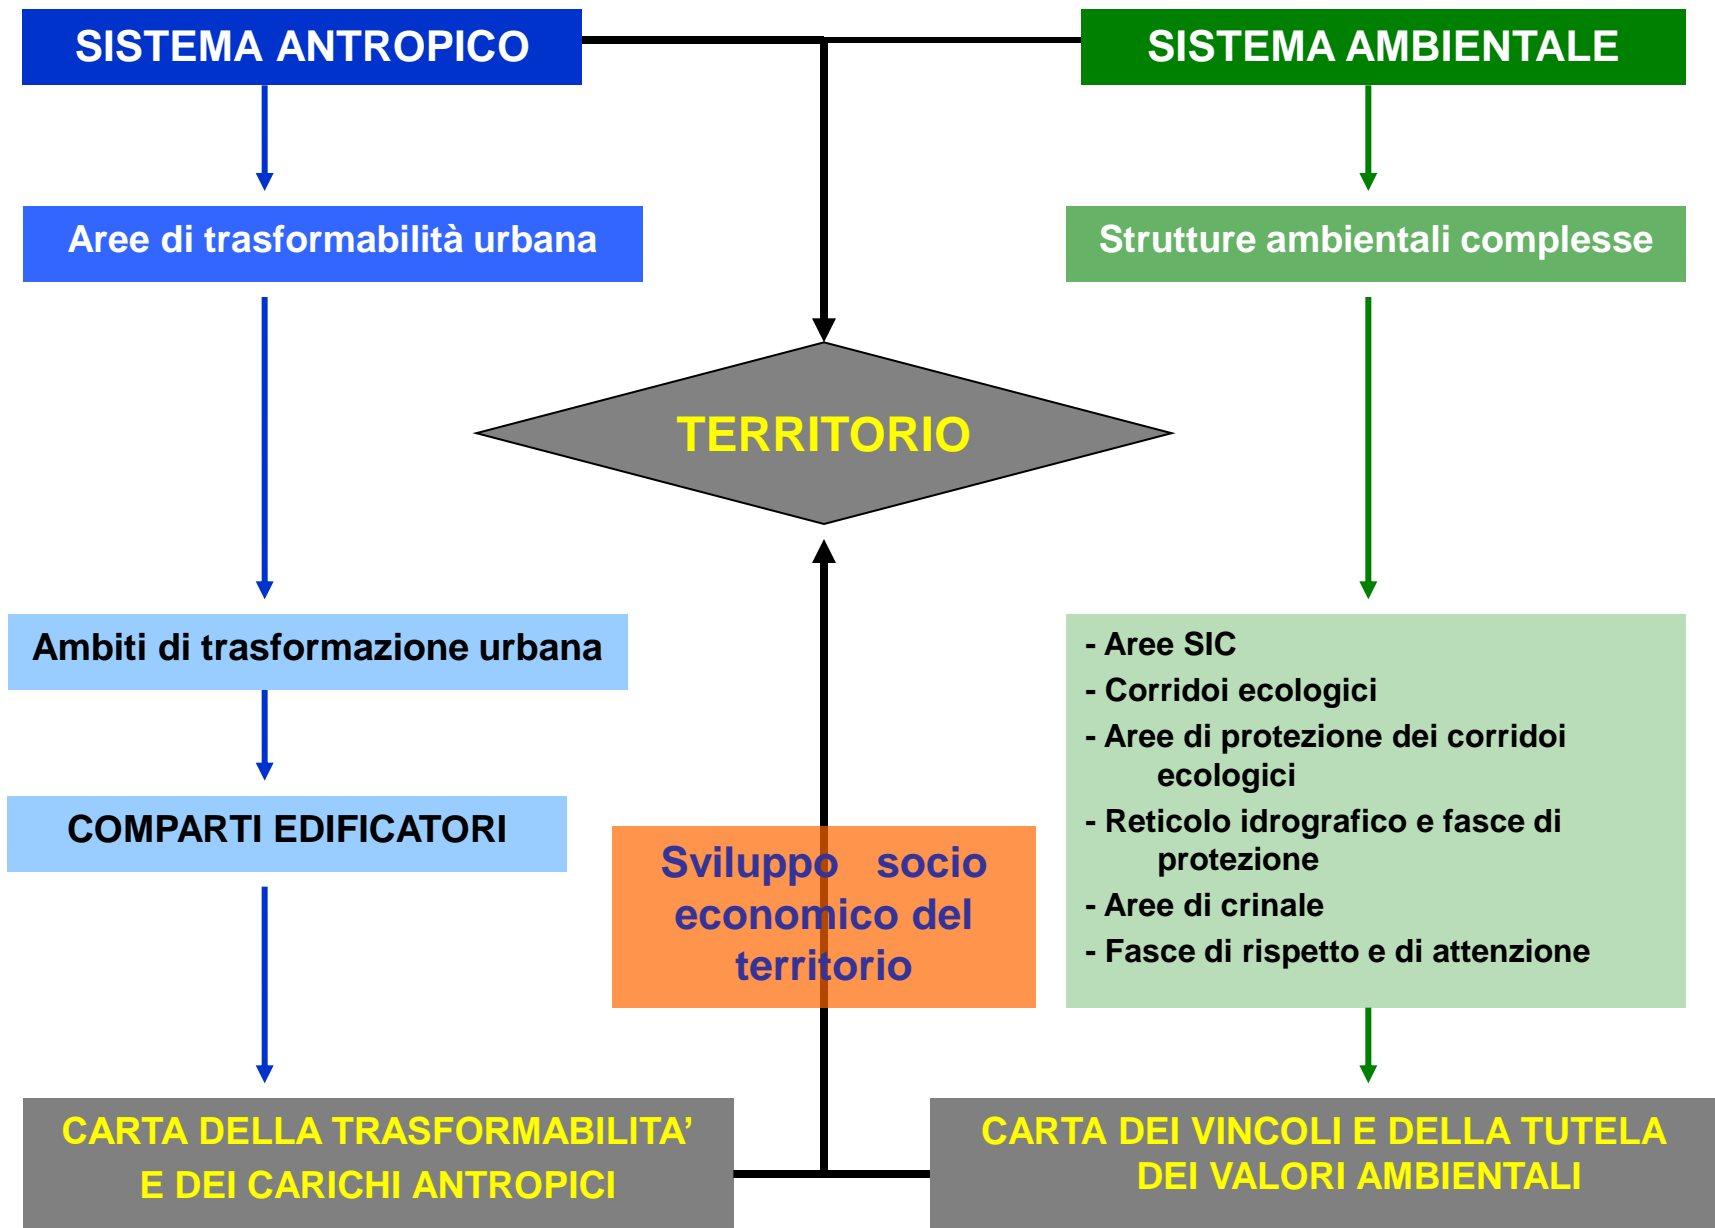 SISTEMA ANTROPICO
SISTEMA AMBIENTALE
Aree di trasformabilità urbana
Strutture ambientali complesse
TERRITORIO
Ambiti di trasformazione urbana
COMPARTI EDIFICATORI
Sviluppo socio
economico del
territorio
- Aree SIC
- Corridoi ecologici
- Aree di protezione dei corridoi
ecologici
- Reticolo idrografico e fasce di
protezione
- Aree di crinale
- Fasce di rispetto e di attenzione
CARTA DELLA TRASFORMABILITA’
E DEI CARICHI ANTROPICI
CARTA DEI VINCOLI E DELLA TUTELA
DEI VALORI AMBIENTALI